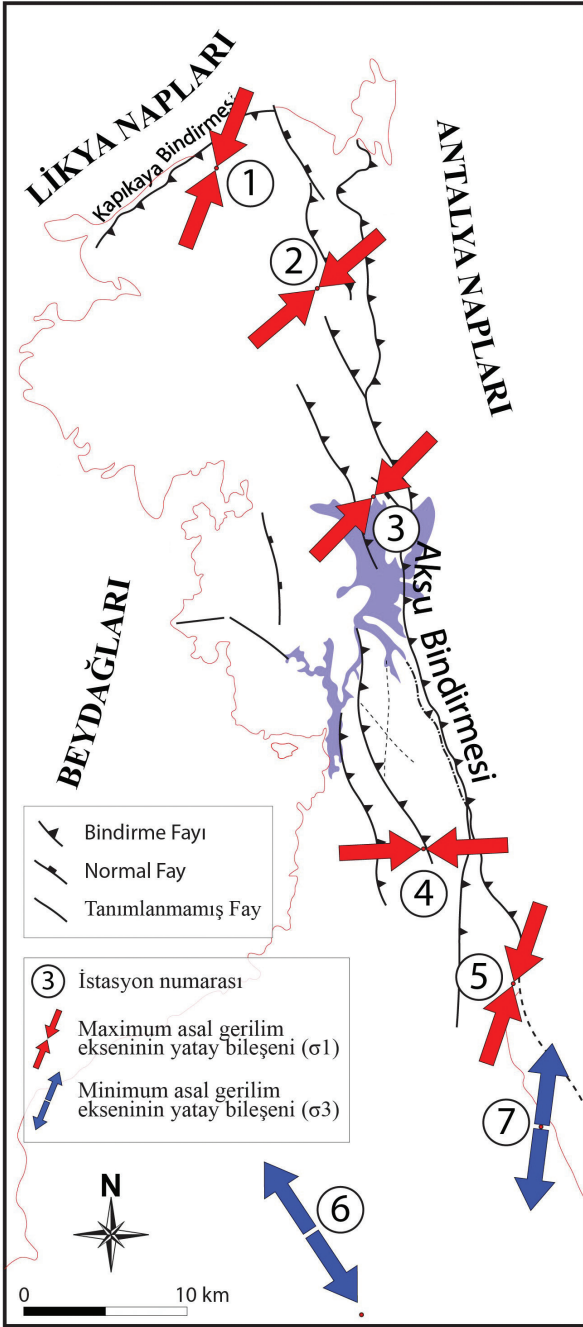 LİKYA NAPLARI
Kapıkaya Bindirmesi
ANTALYA NAPLARI
1
2
3
Aksu Bindirmesi
BEYDAĞLARI
Bindirme Fayı
Normal Fay
Tanımlanmamış Fay
4
5
3 İstasyon numarası
Maximum asal gerilim
ekseninin yatay bileşeni (σ1)
Minimum asal gerilim
ekseninin yatay bileşeni (σ3)
7
6
N
0 10 km